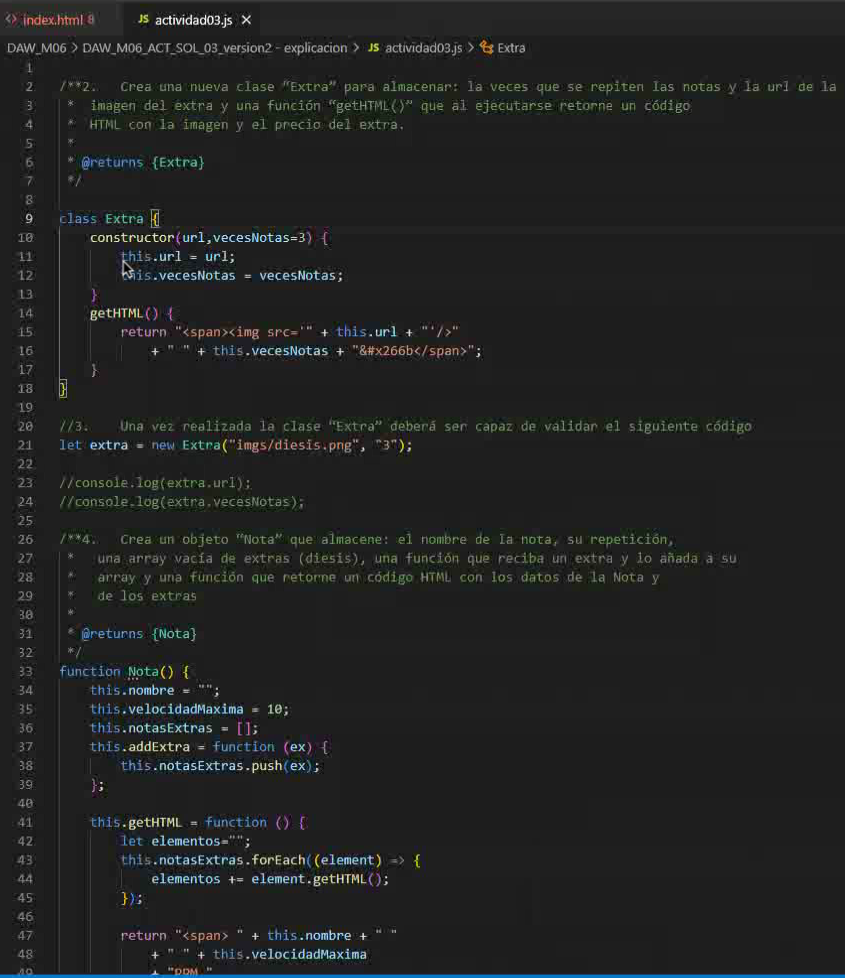 <> index.html 8 JS actividad03.js ×
DAW_M06 > DAW_M06_ACT_SOL_03_version2 - explicacion > JS actividad03.js > Extra
1
2 /**2. Crea una nueva clase “Extra” para almacenar: la veces que se repiten las notas y la url de la
3 * imagen del extra y una función “getHTML()” que al ejecutarse retorne un código
4 * HTML con la imagen y el precio del extra.
5 *
6 * @returns {Extra}
7 */
8
9 class Extra {
10 constructor(url,vecesNotas=3) {
11 this.url = url;
12 this.vecesNotas = vecesNotas;
13 }
14 getHTML() {
15 return "<span><img src='" + this.url + "'/>"
16 + " " + this.vecesNotas + "&#x266b</span>";
17 }
18 }
19
20 //3. Una vez realizada la clase “Extra” deberá ser capaz de validar el siguiente código
21 let extra = new Extra("imgs/diesis.png", "3");
22
23 //console.log(extra.url);
24 //console.log(extra.vecesNotas);
25
26 /**4. Crea un objeto “Nota” que almacene: el nombre de la nota, su repetición,
27 * una array vacía de extras (diesis), una función que reciba un extra y lo añada a su
28 * array y una función que retorne un código HTML con los datos de la Nota y
29 * de los extras
30 *
31 * @returns {Nota}
32 */
33 function Nota() {
34 this.nombre = "";
35 this.velocidadMaxima = 10;
36 this.notasExtras = [];
37 this.addExtra = function (ex) {
38 this.notasExtras.push(ex);
39 };
40
41 this.getHTML = function () {
42 let elementos="";
43 this.notasExtras.forEach((element) => {
44 elementos += element.getHTML();
45 });
46
47 return "<span> " + this.nombre + " "
48 + " " + this.velocidadMaxima
49 + "PPM "